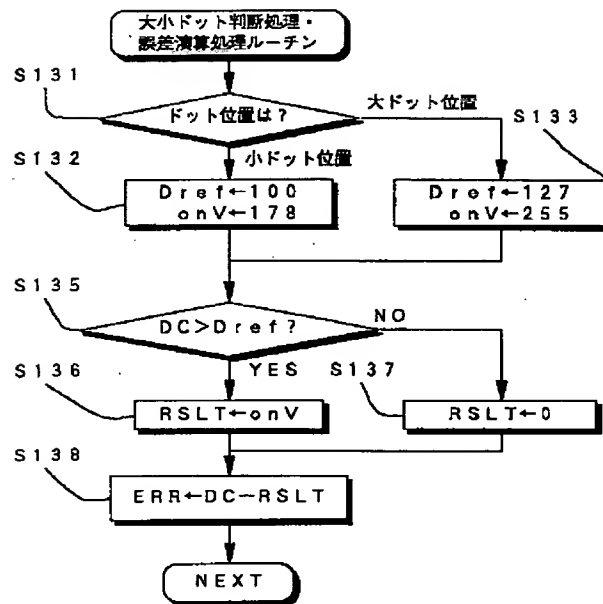 大小ドット判断処理・
誤差演算処理ルーチン
S131
ドット位置は?
大ドット位置
S133
S132
小ドット位置
Dref←100
onV←178
Dref←127
onV←255
S135
DC>Dref?
NO
YES
S136
S137
RSLT←onV
RSLT←0
S138
ERR←DC−RSLT
NEXT